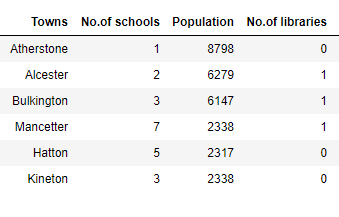 Towns No.of schools Population No.of libraries
Atherstone 1 8798 0
Alcester 2 6279 1
Bulkington 3 6147 1
Mancetter 7 2338 1
Hatton 5 2317 0
Kineton 3 2338 0